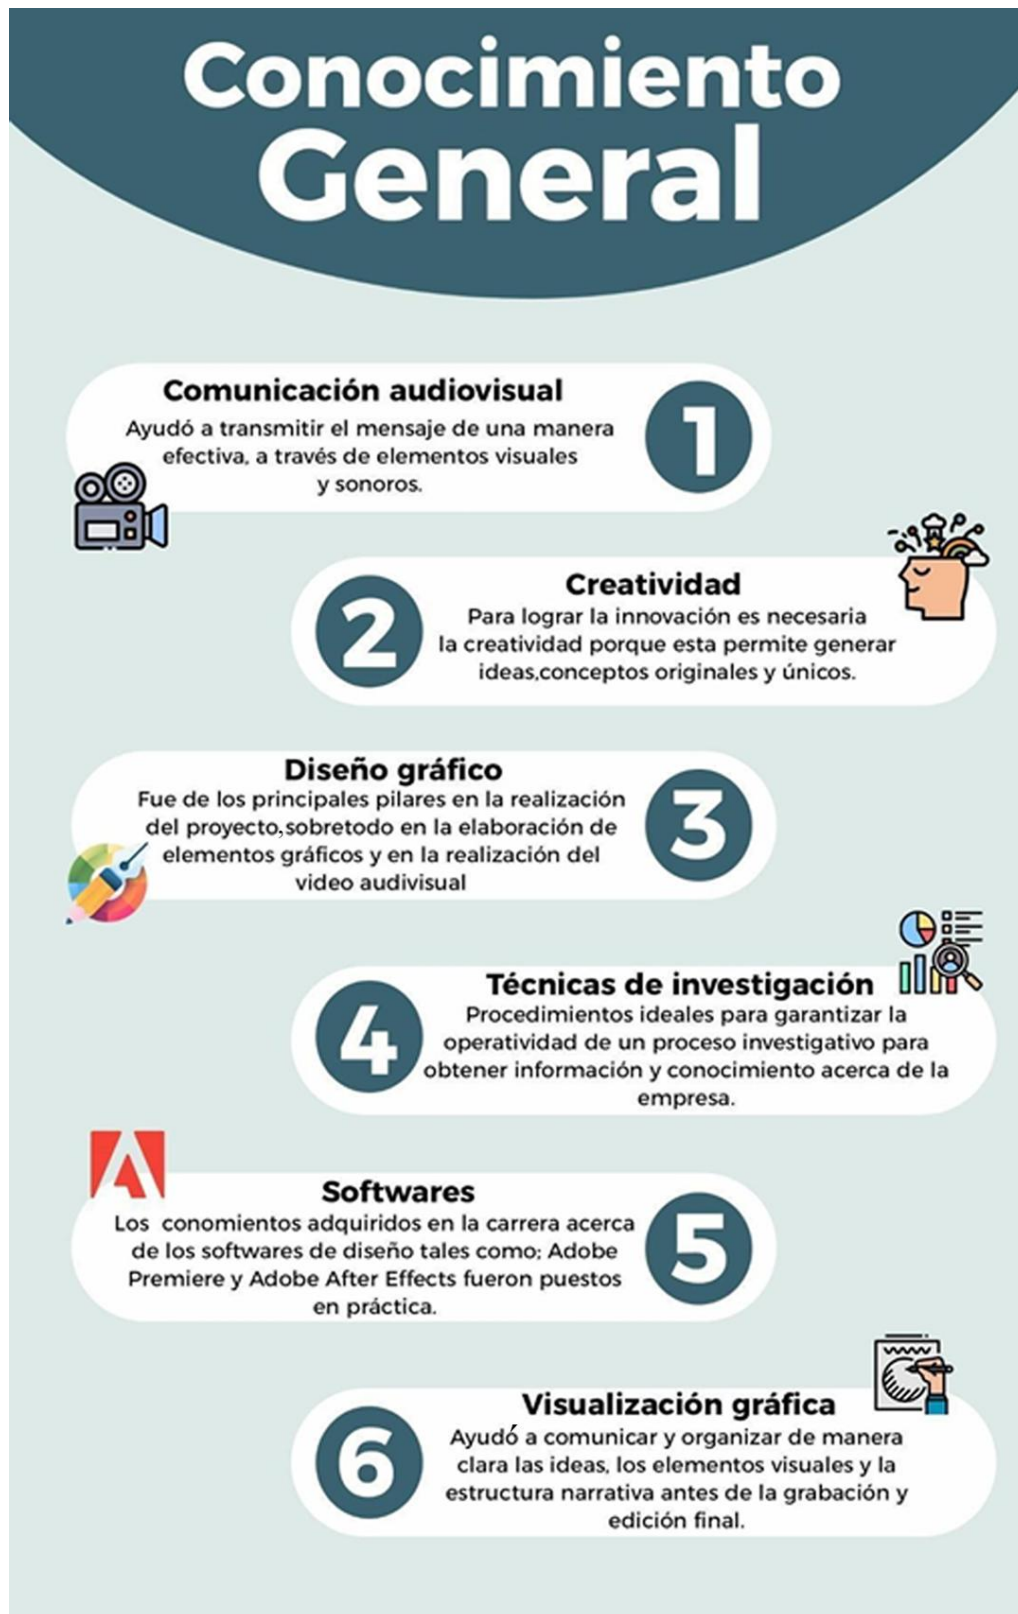 Conocimiento
General
Comunicación audiovisual
Ayudó a transmitir el mensaje de una manera
efectiva, a través de elementos visuales
y sonoros.
1
Creatividad
2
Para lograr la innovación es necesaria
la creatividad porque esta permite generar
ideas,conceptos originales y únicos.
Diseño gráfico
Fue de los principales pilares en la realización
del proyecto,sobretodo en la elaboración de
elementos gráficos y en la realización del
video audivisual
3
Técnicas de investigación
4
Procedimientos ideales para garantizar la
operatividad de un proceso investigativo para
obtener información y conocimiento acerca de la
empresa.
Softwares
Los conomientos adquiridos en la carrera acerca
de los softwares de diseño tales como; Adobe
Premiere y Adobe After Effects fueron puestos
en práctica.
5
Visualización gráfica
6
Ayudó a comunicar y organizar de manera
clara las ideas, los elementos visuales y la
estructura narrativa antes de la grabación y
edición final.